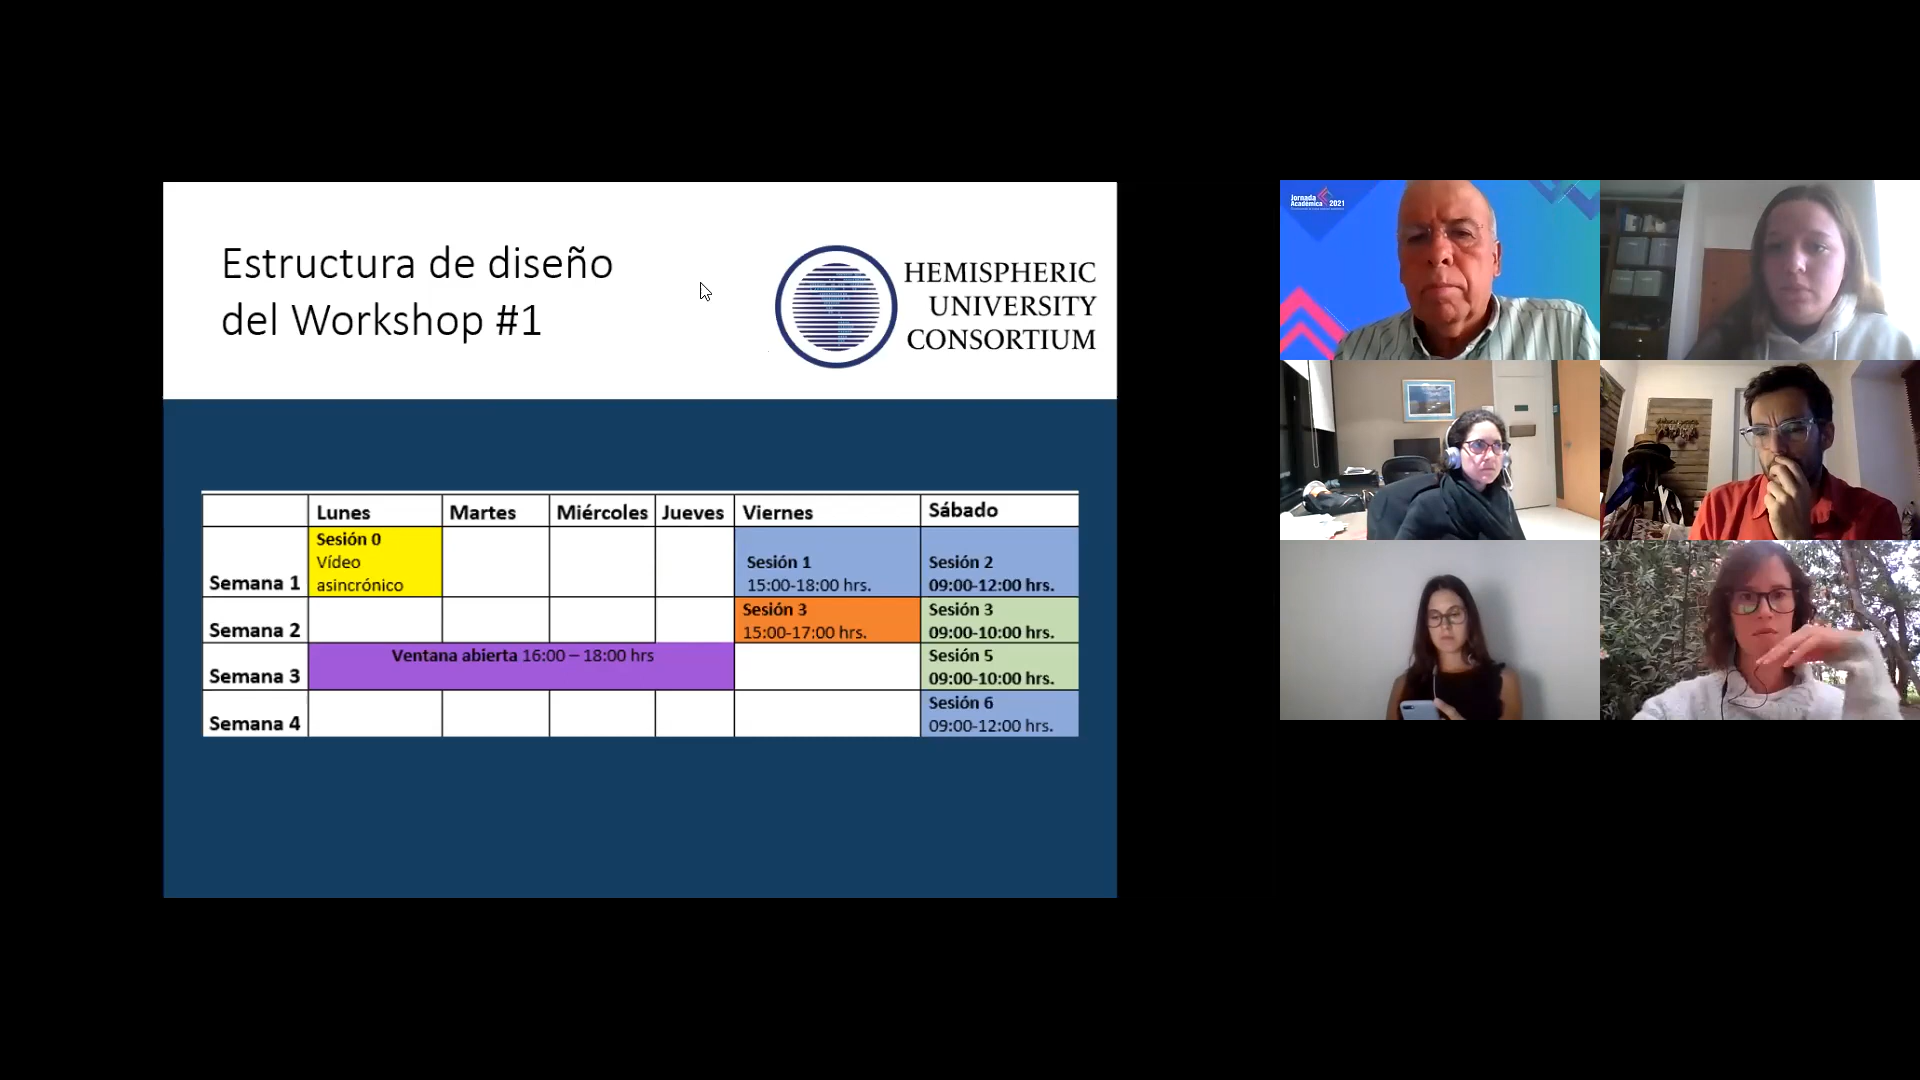 Estructura de diseño
del Workshop #1
HEMISPHERIC
UNIVERSITY
CONSORTIUM
Lunes Martes Miércoles Jueves Viernes Sábado
Semana 1
Sesión 0
Vídeo
asincrónico
Sesión 1
15:00-18:00 hrs.
Sesión 2
09:00-12:00 hrs.
Semana 2
Sesión 3
15:00-17:00 hrs.
Sesión 3
09:00-10:00 hrs.
Semana 3
Ventana abierta 16:00 – 18:00 hrs
Sesión 5
09:00-10:00 hrs.
Semana 4
Sesión 6
09:00-12:00 hrs.
Jornada
Académica 2021